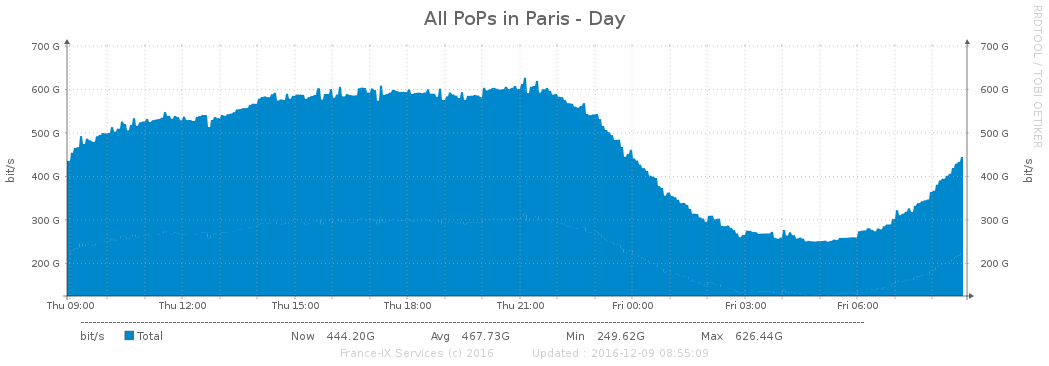 All PoPs in Paris - Day
RRDTOOL / TOBI OETIKER
700 G 700 G
600 G 600 G
500 G 500 G
400 G 400 G
300 G 300 G
200 G 200 G
bit/s bit/s
Thu 09:00 Thu 12:00 Thu 15:00 Thu 18:00 Thu 21:00 Fri 00:00 Fri 03:00 Fri 06:00
bit/s Total Now 444.20G Avg 467.73G Min 249.62G Max 626.44G
France-IX Services (c) 2016 Updated : 2016-12-09 08:55:09